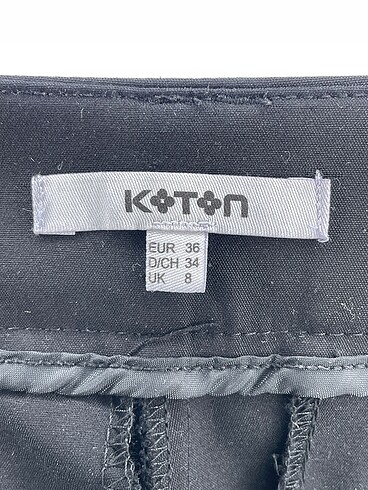 KOTON
EUR 36
D/CH 34
UK 8